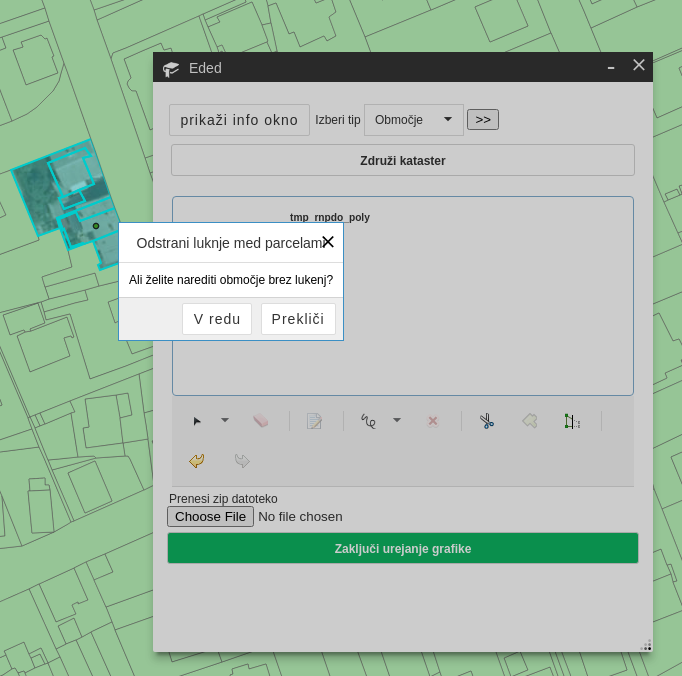 Eded
prikaži info okno Izberi tip Območje >>
Združi kataster
tmp_rnpdo_poly
Odstrani luknje med parcelami
Ali želite narediti območje brez lukenj?
V redu Prekliči
Prenesi zip datoteko
Choose File No file chosen
Zaključi urejanje grafike